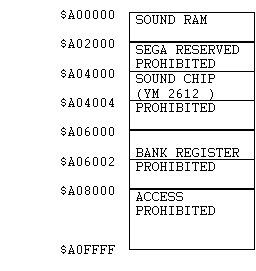 $A00000 SOUND RAM
$A02000 SEGA RESERVED
PROHIBITED
$A04000 SOUND CHIP
(YM 2612 )
$A04004 PROHIBITED
$A06000
BANK REGISTER
$A06002 PROHIBITED
$A08000 ACCESS
PROHIBITED
$A0FFFF